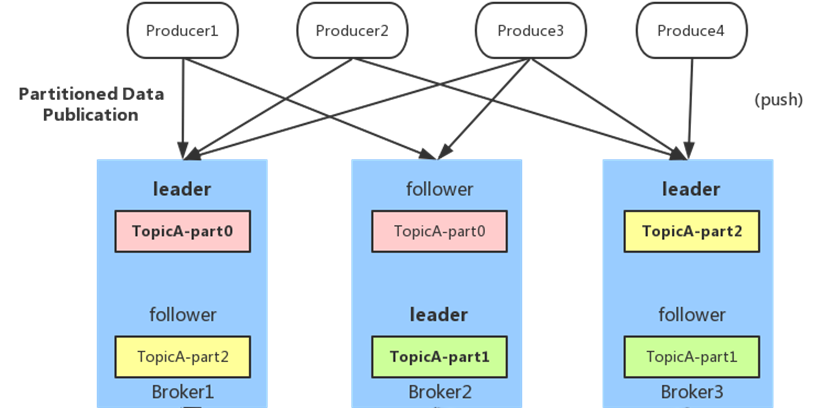 Producer1
Producer2
Produce3
Produce4
Partitioned Data
Publication
(push)
leader
follower
leader
TopicA-part0
TopicA-part0
TopicA-part2
follower
leader
follower
TopicA-part2
TopicA-part1
TopicA-part1
Broker1
Broker2
Broker3